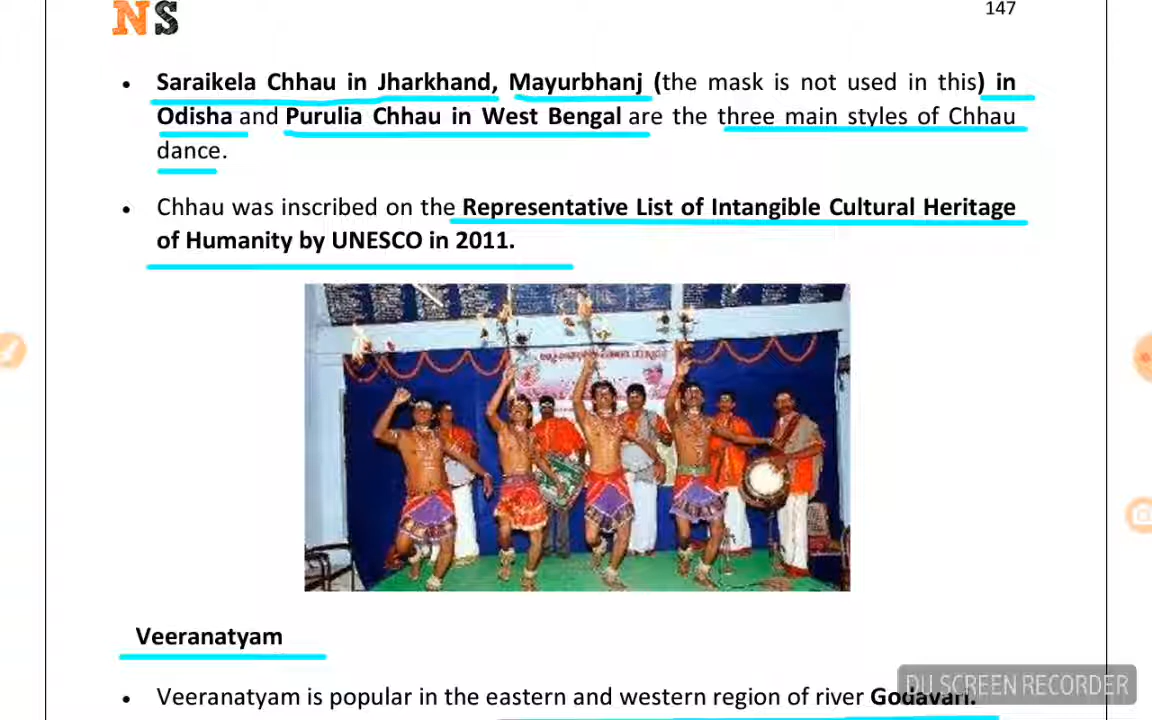 NS
147
• Saraikela Chhau in Jharkhand, Mayurbhanj (the mask is not used in this) in
Odisha and Purulia Chhau in West Bengal are the three main styles of Chhau
dance.
• Chhau was inscribed on the Representative List of Intangible Cultural Heritage
of Humanity by UNESCO in 2011.
Veeranatyam
• Veeranatyam is popular in the eastern and western region of river Godavari.
DU SCREEN RECORDER